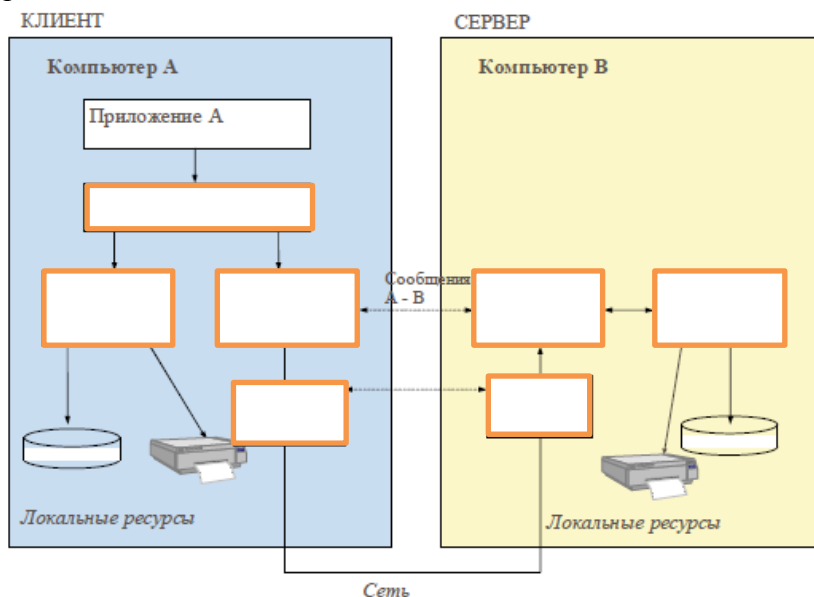 КЛИЕНТ
СЕРВЕР
Компьютер А
Компьютер В
Приложение А
Сообщения
А - В
Локальные ресурсы
Локальные ресурсы
Сеть